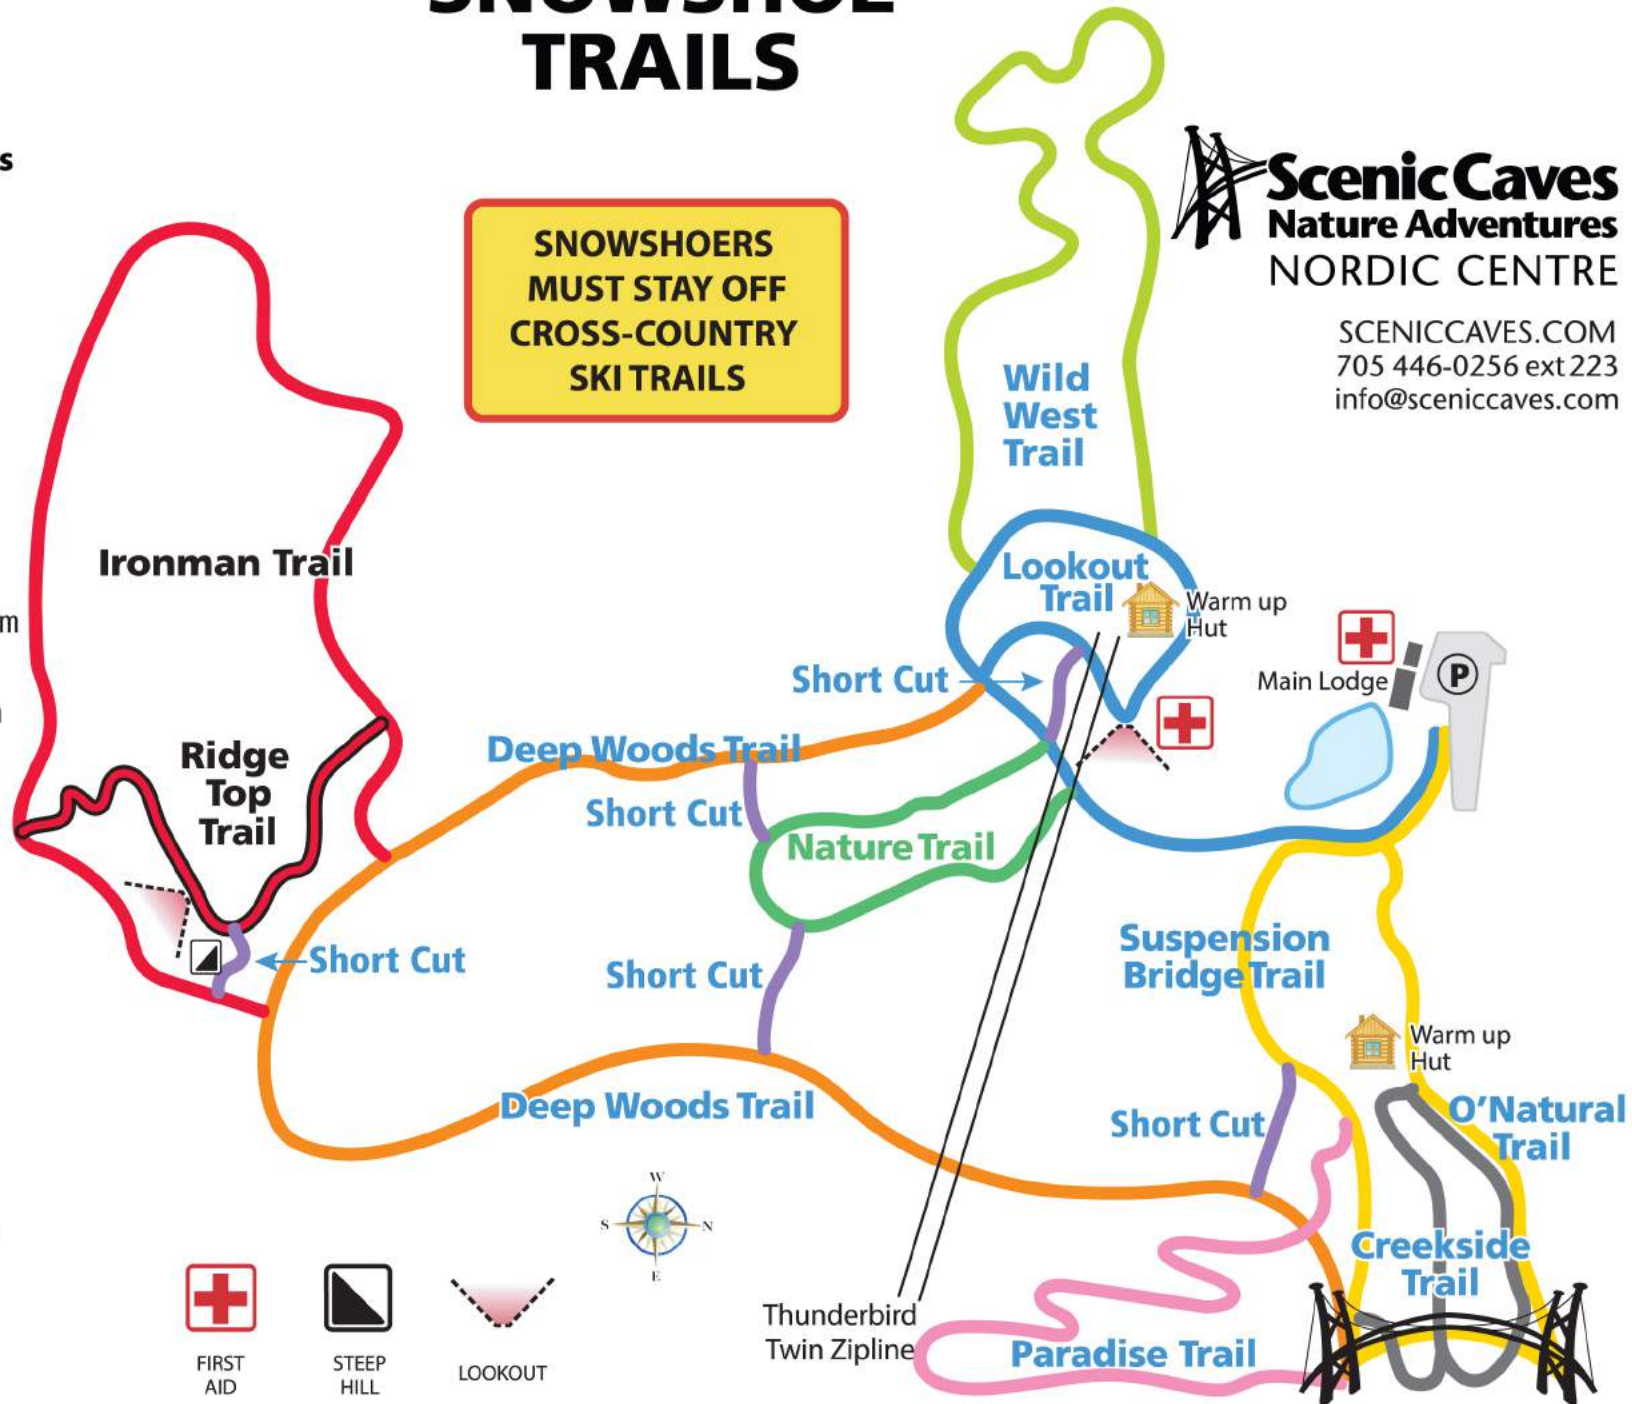 SNOWSHOE
TRAILS
s
m
SNOWSHOERS
MUST STAY OFF
CROSS-COUNTRY
SKI TRAILS
Scenic Caves
Nature Adventures
NORDIC CENTRE
SCENICCAVES.COM
705 446-0256 ext 223
info@sceniccaves.com
Wild
West
Trail
Ironman Trail
Lookout
Trail
Warm up
Hut
Short Cut
Main Lodge
P
Ridge
Top
Trail
Deep Woods Trail
Short Cut
Nature Trail
Short Cut
Short Cut
Suspension
Bridge Trail
Warm up
Hut
Deep Woods Trail
Short Cut
O'Natural
Trail
W
S
N
E
Creekside
Trail
Thunderbird
Twin Zipline
Paradise Trail
FIRST
AID
STEEP
HILL
LOOKOUT